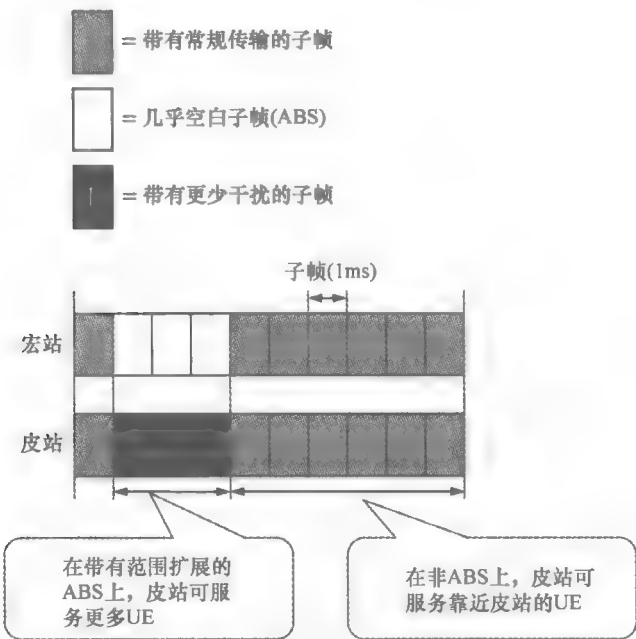 = 带有常规传输的子帧
= 几乎空白子帧(ABS)
= 带有更少干扰的子帧
子帧(1ms)
宏站
皮站
在带有范围扩展的
ABS上，皮站可服
务更多UE
在非ABS上，皮站可
服务靠近皮站的UE